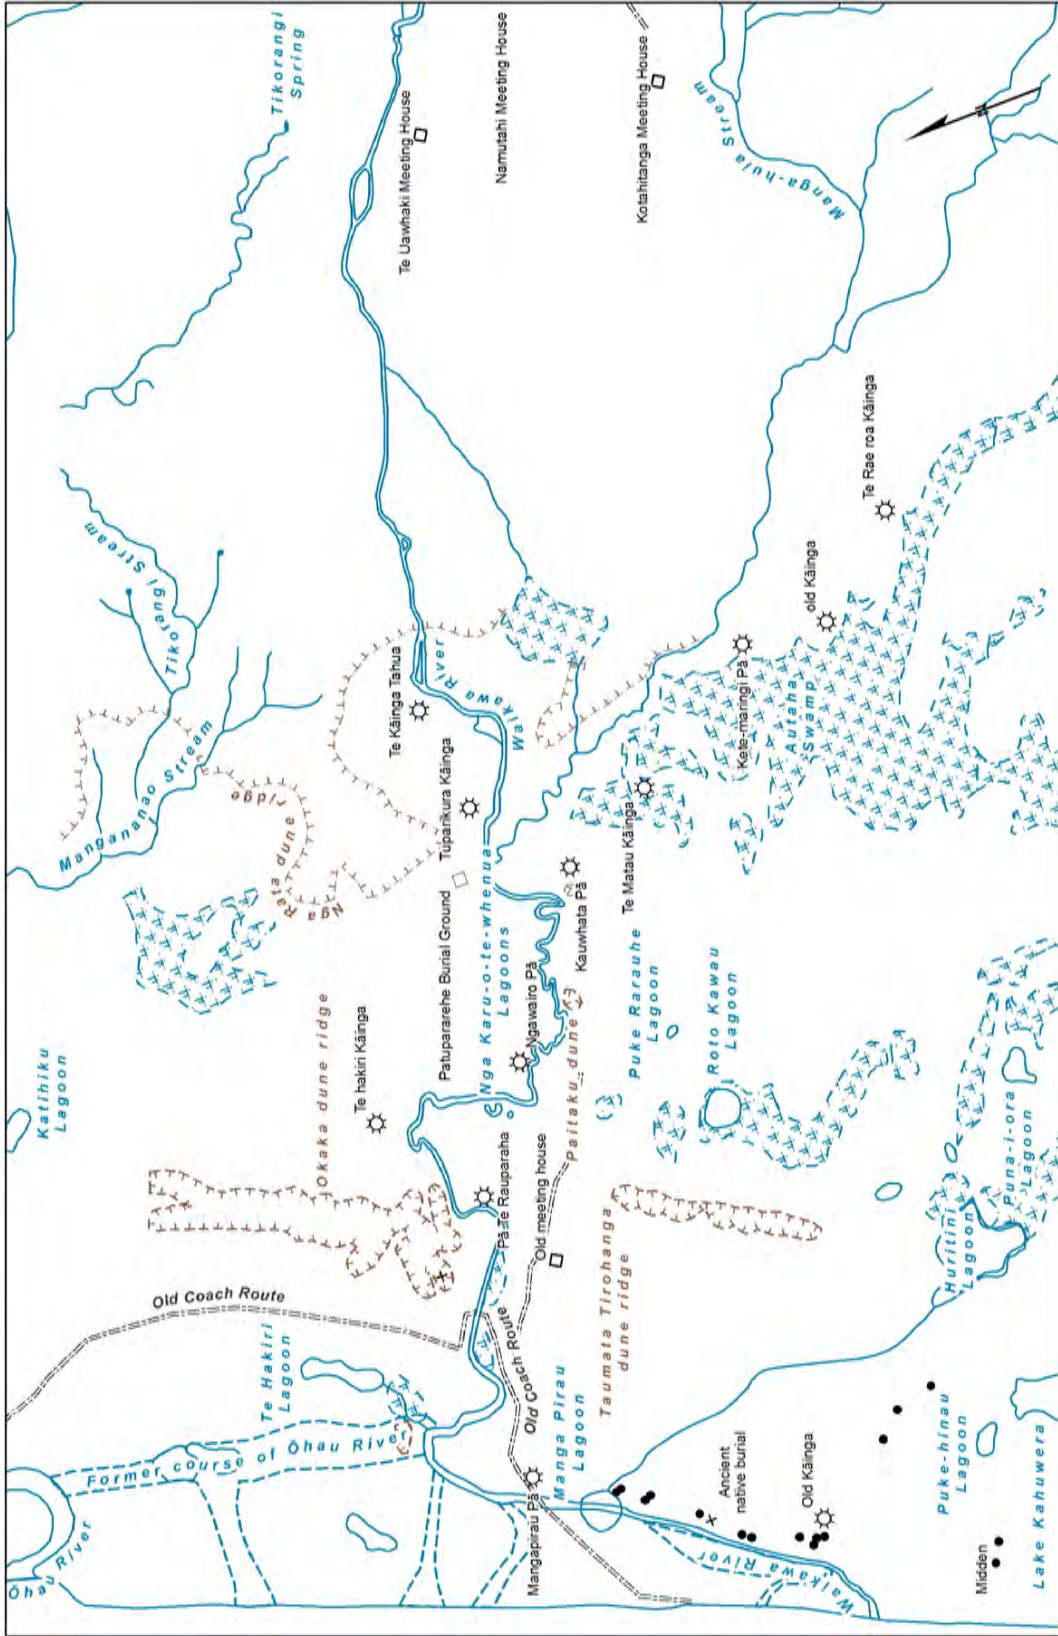 Tikorangi
Spring
Te Uawhaki Meeting House
Namutahi Meeting House
Kotahitanga Meeting House
Manga-huia Stream
N
Te Rae roa Kāinga
old Kāinga
Tikorangi Stream
Te Kāinga Tahua
Waikawa River
Kete-maringi Pā
Autaha
Swamp
Mangananao Stream
Nga Rata dune ridge
Tuparikura Kāinga
Te Matau Kāinga
Patupararehe Burial Ground
Nga Karu-o-te-whenua
Lagoons
Kauwhata Pā
Ngawairo Pā
Paitaku dune
Puke Rarauhe
Lagoon
Roto Kawau
Lagoon
Katihiku
Lagoon
Okaka dune ridge
Te hakiri Kāinga
Pā Te Rauparaha
Old meeting house
Taumata Tirohanga
dune ridge
Huritini
Lagoon
Puna-i-ora
Lagoon
Old Coach Route
Te Hakiri
Lagoon
Old Coach Route
Manga Pirau
Lagoon
Former course of Ōhau River
Ōhau River
Mangapirau Pā
Ancient
native burial
Old Kāinga
Waikawa River
Puke-hinau
Lagoon
Midden
Lake Kahuwera